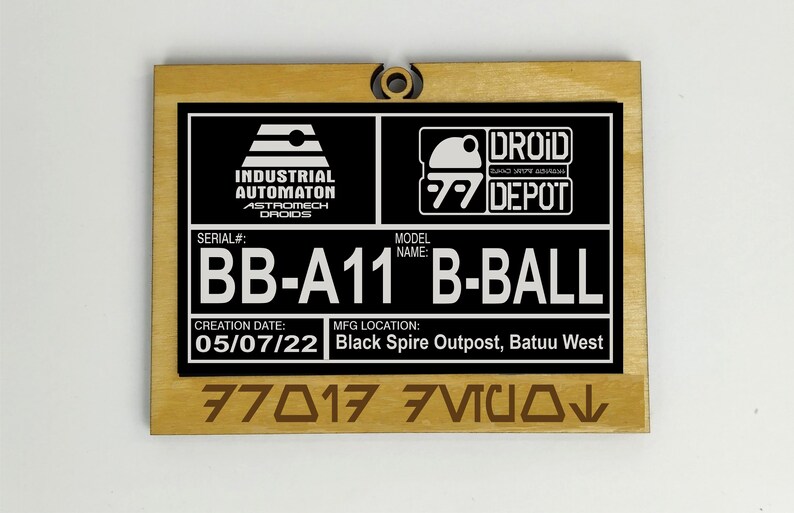 INDUSTRIAL
AUTOMATON
ASTROMECH
DROIDS
DROiD
DEPOT
SERIAL#:
BB-A11
MODEL
NAME:
B-BALL
CREATION DATE:
05/07/22
MFG LOCATION:
Black Spire Outpost, Batuu West